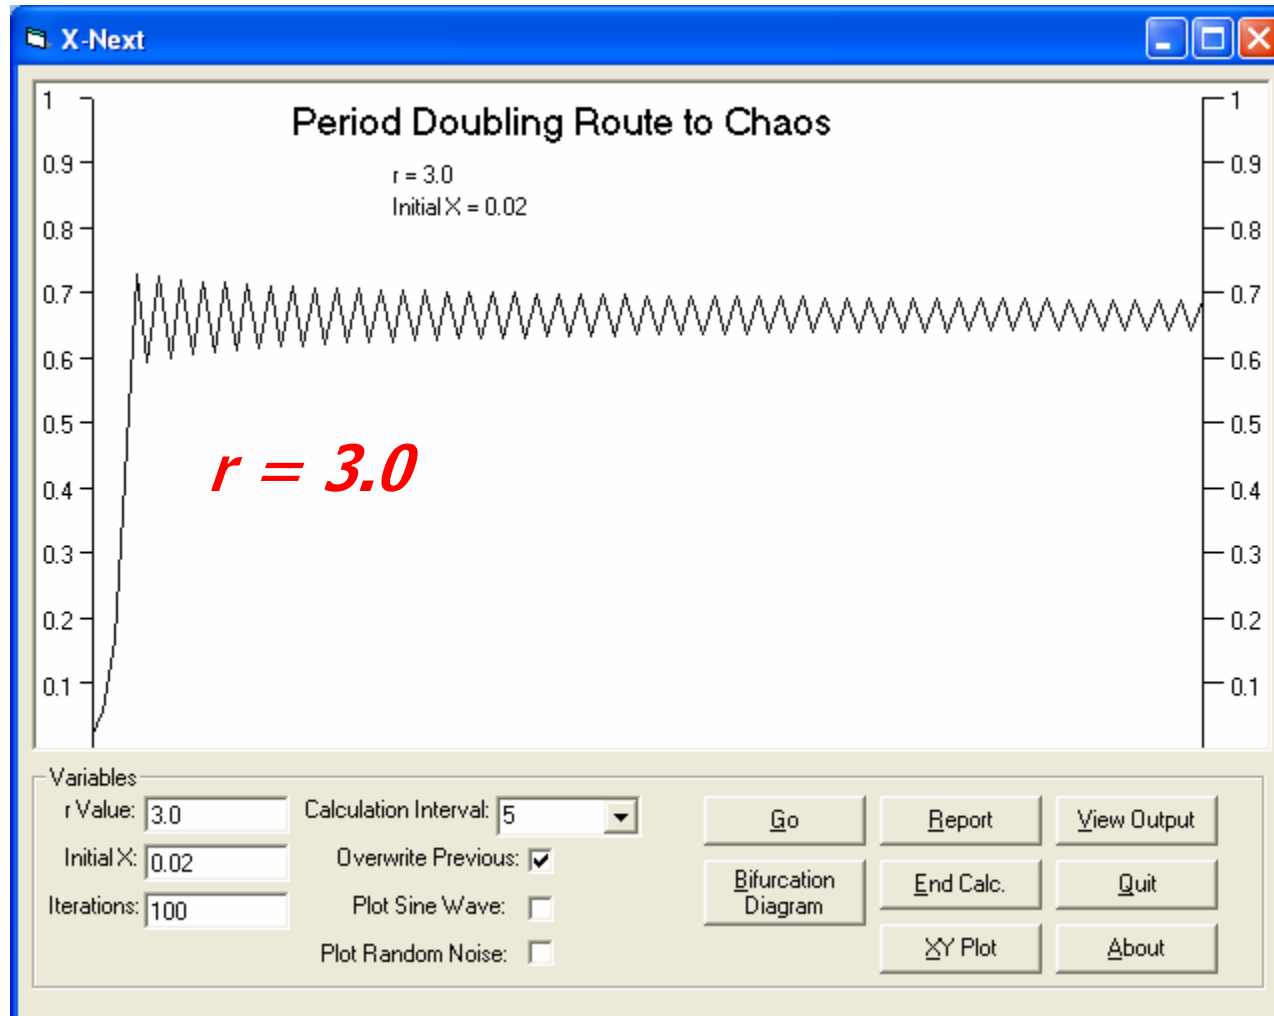 X-Next
Period Doubling Route to Chaos
r = 3.0
Initial X = 0.02
1
0.9
0.8
0.7
0.6
0.5
0.4
0.3
0.2
0.1
1
0.9
0.8
0.7
0.6
0.5
0.4
0.3
0.2
0.1
r = 3.0
Variables
r Value: 3.0
Initial X: 0.02
Iterations: 100
Calculation Interval: 5
Overwrite Previous:
Plot Sine Wave:
Plot Random Noise:
Go
Report
View Output
Bifurcation
Diagram
End Calc.
Quit
XY Plot
About